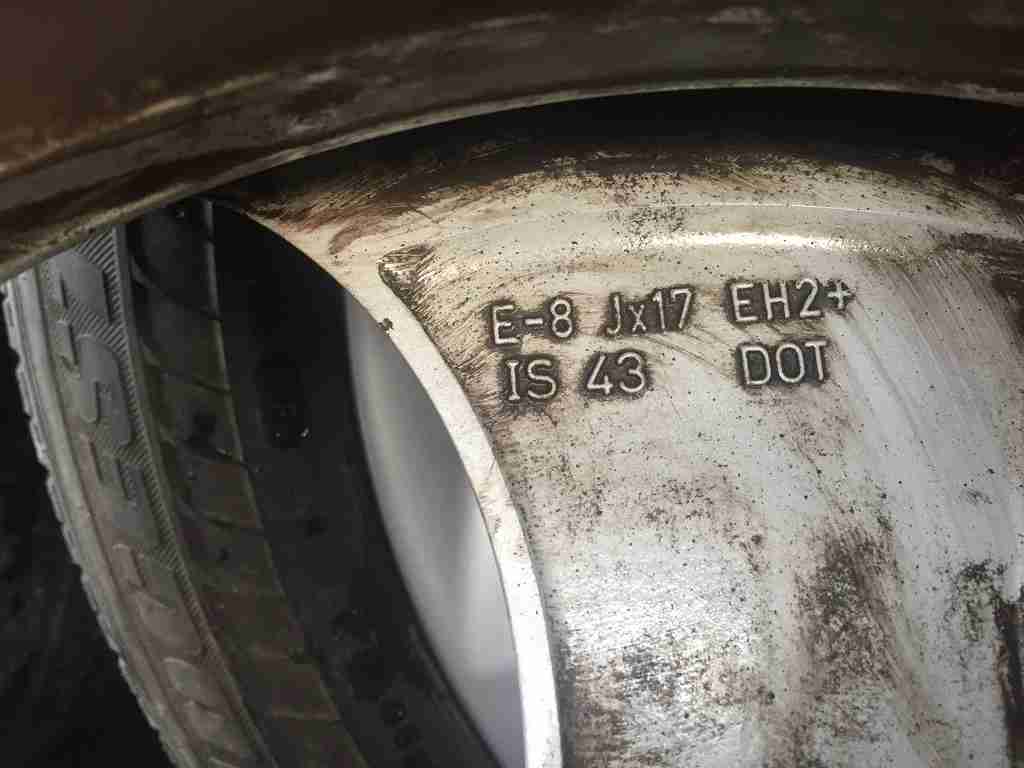 E-8 Jx17 EH2+
IS 43 DOT